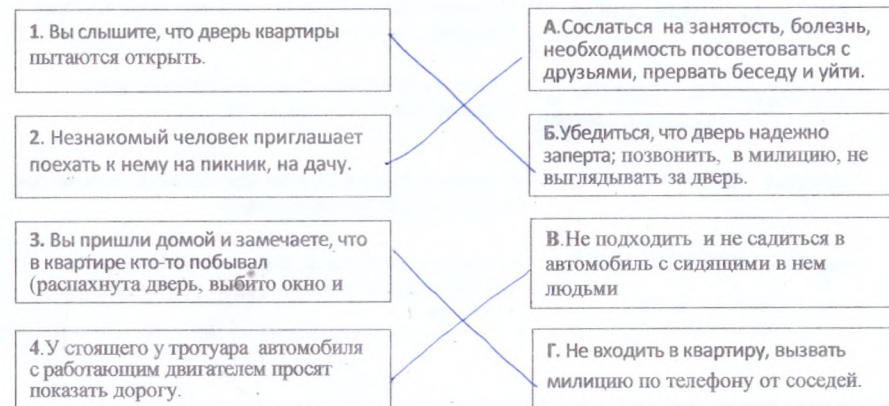 1. Вы слышите, что дверь квартиры
пытаются открыть.
А.Сослаться на занятость, болезнь,
необходимость посоветоваться с
друзьями, прервать беседу и уйти.
2. Незнакомый человек приглашает
поехать к нему на пикник, на дачу.
Б.Убедиться, что дверь надежно
заперта; позвонить, в милицию, не
выглядывать за дверь.
3. Вы пришли домой и замечаете, что
в квартире кто-то побывал
(распахнута дверь, выбито окно и
В.Не подходить и не садиться в
автомобиль с сидящими в нем
людьми
4.У стоящего у тротуара автомобиля
с работающим двигателем просят
показать дорогу.
Г. Не входить в квартиру, вызвать
милицию по телефону от соседей.